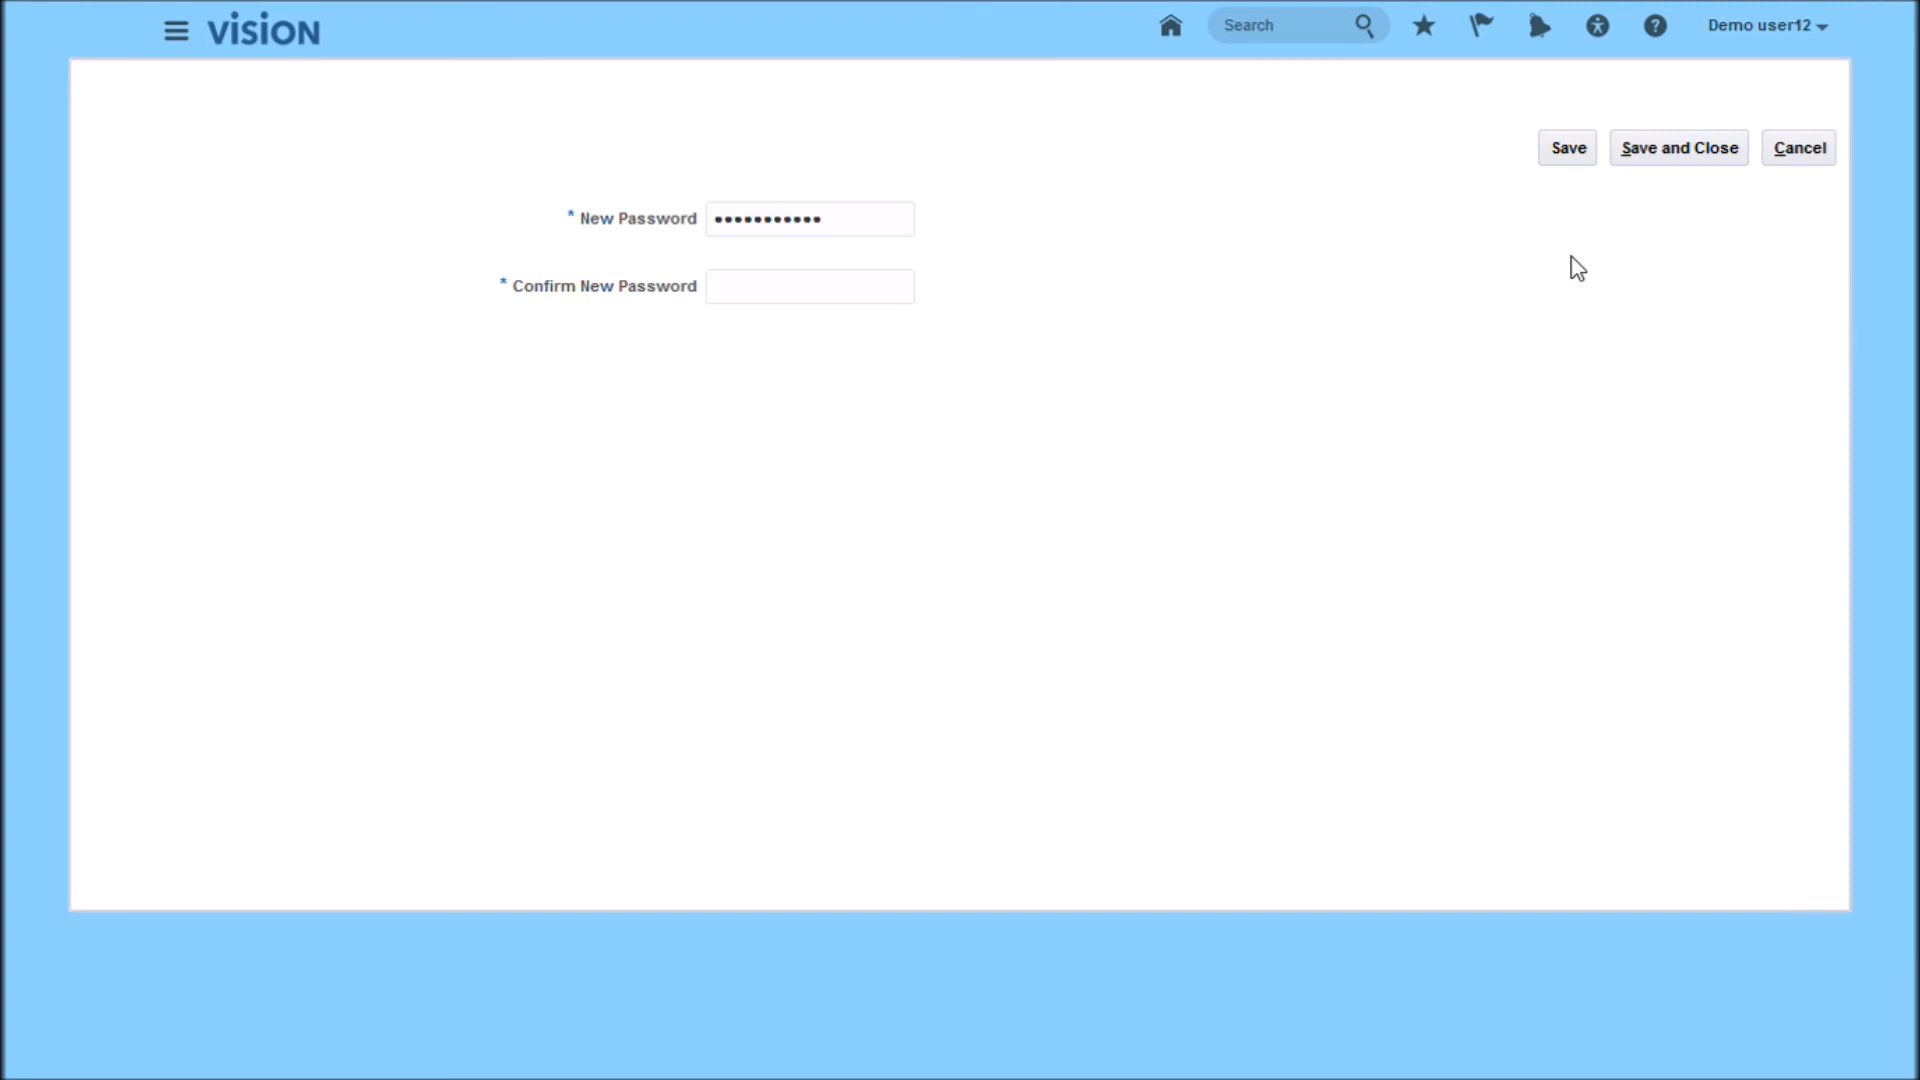 vision
Search
Demo user12
Save
Save and Close
Cancel
* New Password •••••••••••
* Confirm New Password